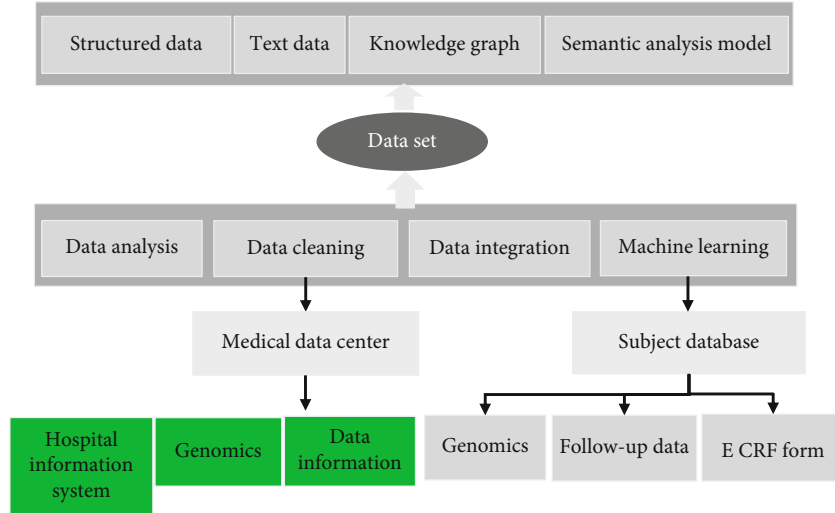 Structured data
Text data
Knowledge graph
Semantic analysis model
Data set
Data analysis
Data cleaning
Data integration
Machine learning
Medical data center
Subject database
Hospital
information
system
Genomics
Data
information
Genomics
Follow-up data
E CRF form